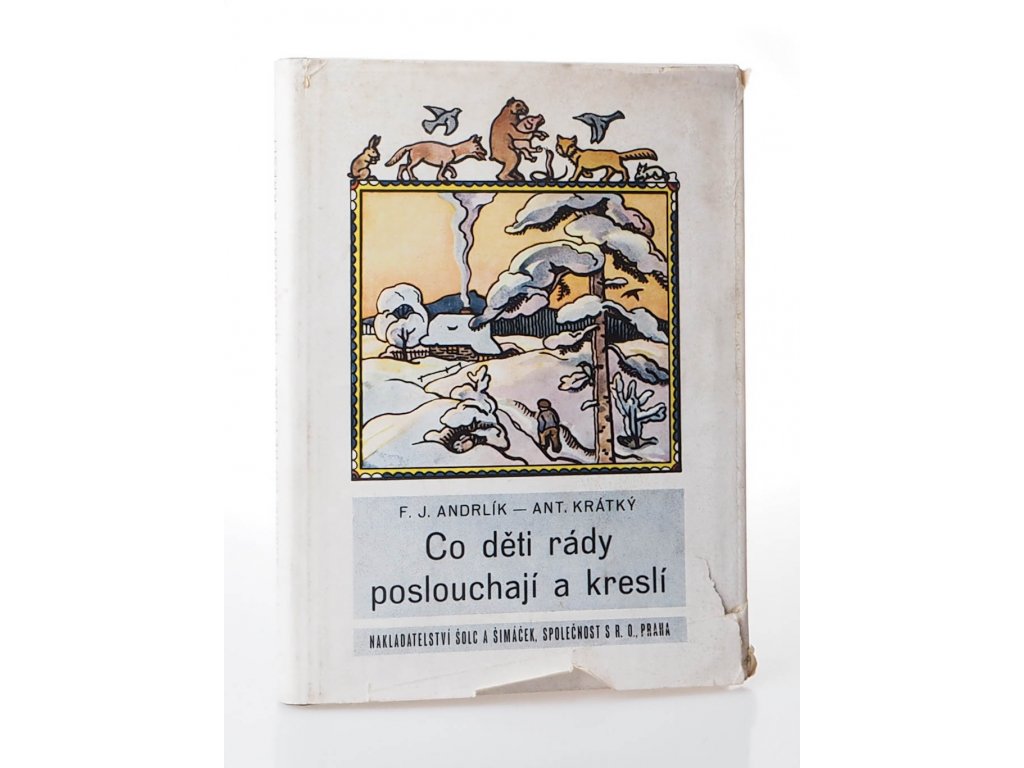 F. J. ANDRLÍK — ANT. KRÁTKÝ
Co děti rády
poslouchají a kreslí
NAKLADATELSTVÍ ŠOLC A ŠIMÁČEK, SPOLEČNOST S R. O., PRAHA